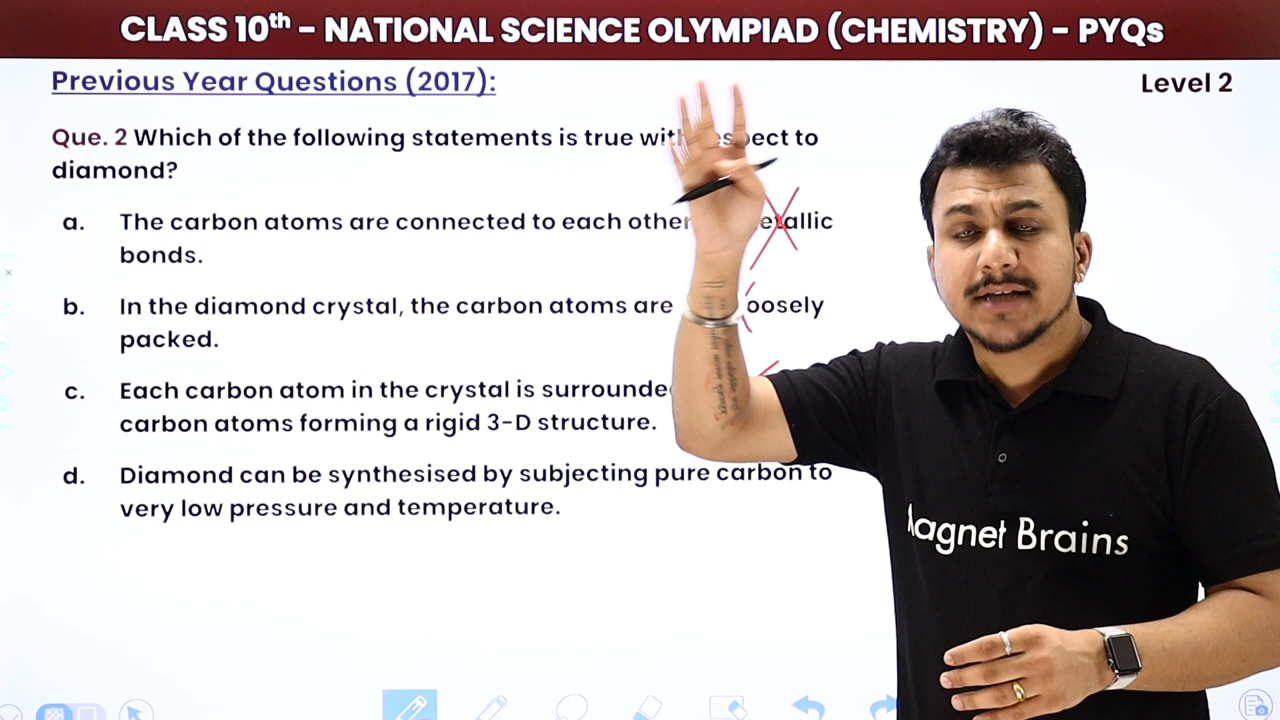 CLASS 10th – NATIONAL SCIENCE OLYMPIAD (CHEMISTRY) – PYQs
Previous Year Questions (2017):
Level 2
Que. 2 Which of the following statements is true to
diamond?
a. The carbon atoms are connected to each other
bonds.
b. In the diamond crystal, the carbon atoms are
packed.
c. Each carbon atom in the crystal is
carbon atoms forming a rigid 3-D structure.
d. Diamond can be synthesised by subjecting pure carbon to
very low pressure and temperature.
Magnet Brains